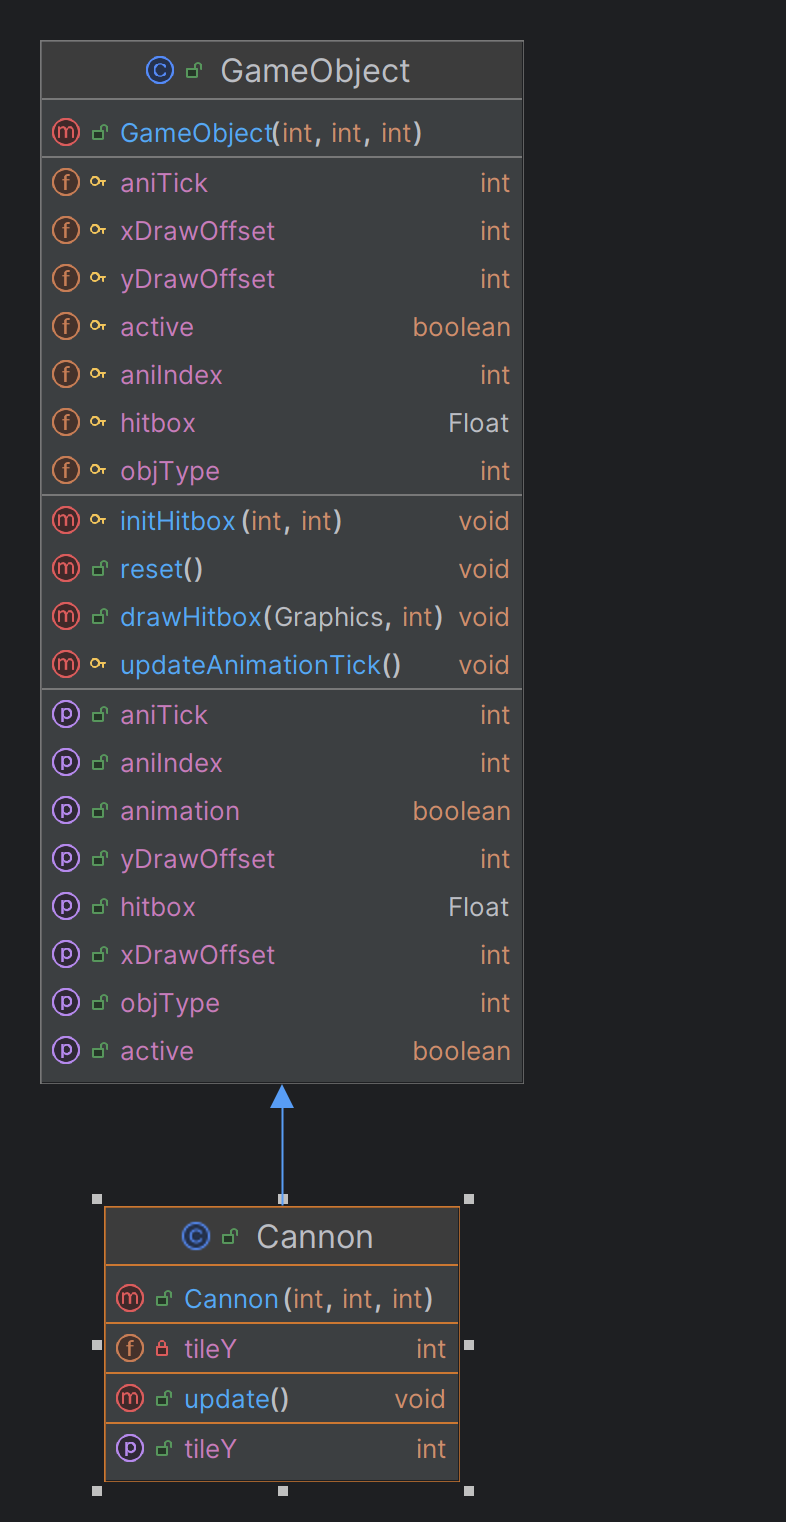 C GameObject
m GameObject(int, int, int)
f aniTick int
f xDrawOffset int
f yDrawOffset int
f active boolean
f aniIndex int
f hitbox Float
f objType int
m initHitbox(int, int) void
m reset() void
m drawHitbox(Graphics, int) void
m updateAnimationTick() void
p aniTick int
p aniIndex int
p animation boolean
p yDrawOffset int
p hitbox Float
p xDrawOffset int
p objType int
p active boolean
C Cannon
m Cannon(int, int, int)
f tileY int
m update() void
p tileY int